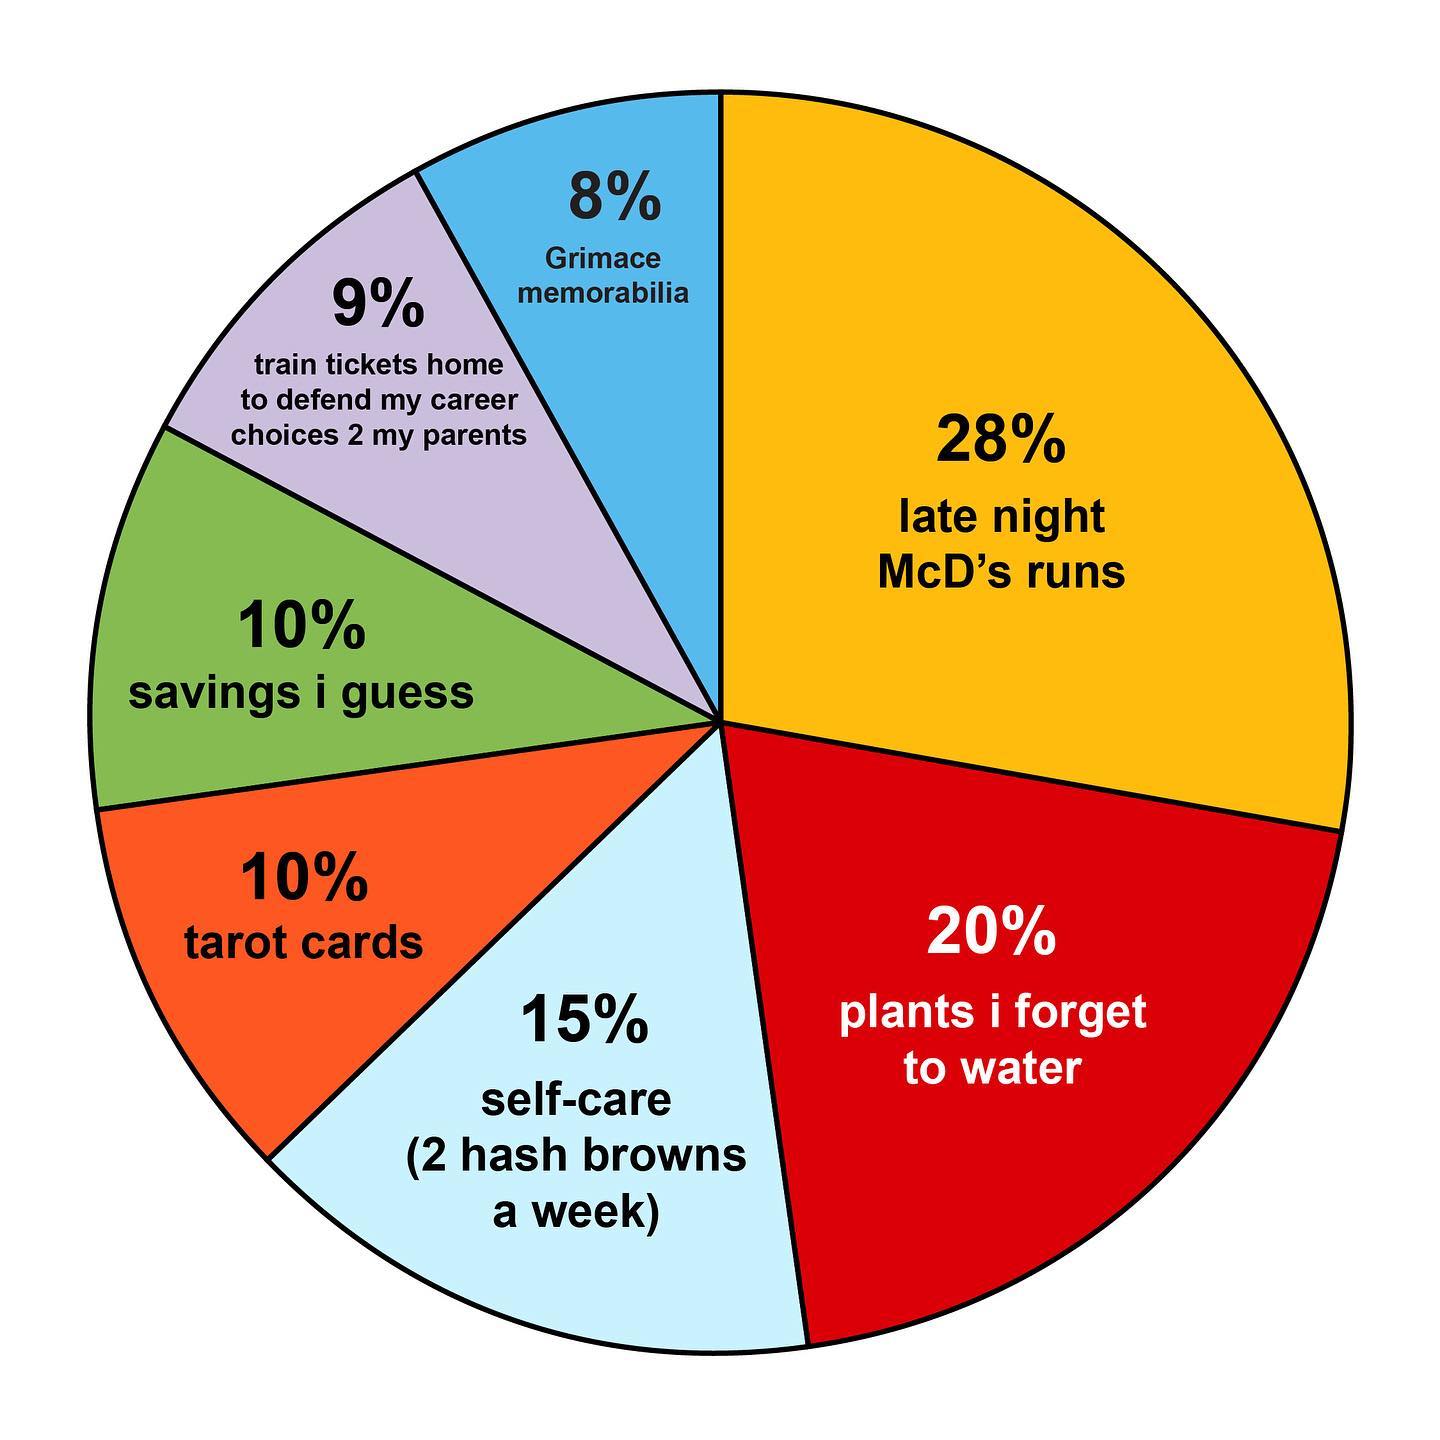 8%
Grimace
memorabilia
28%
late night
McD’s runs
20%
plants i forget
to water
15%
self-care
(2 hash browns
a week)
10%
tarot cards
10%
savings i guess
9%
train tickets home
to defend my career
choices 2 my parents